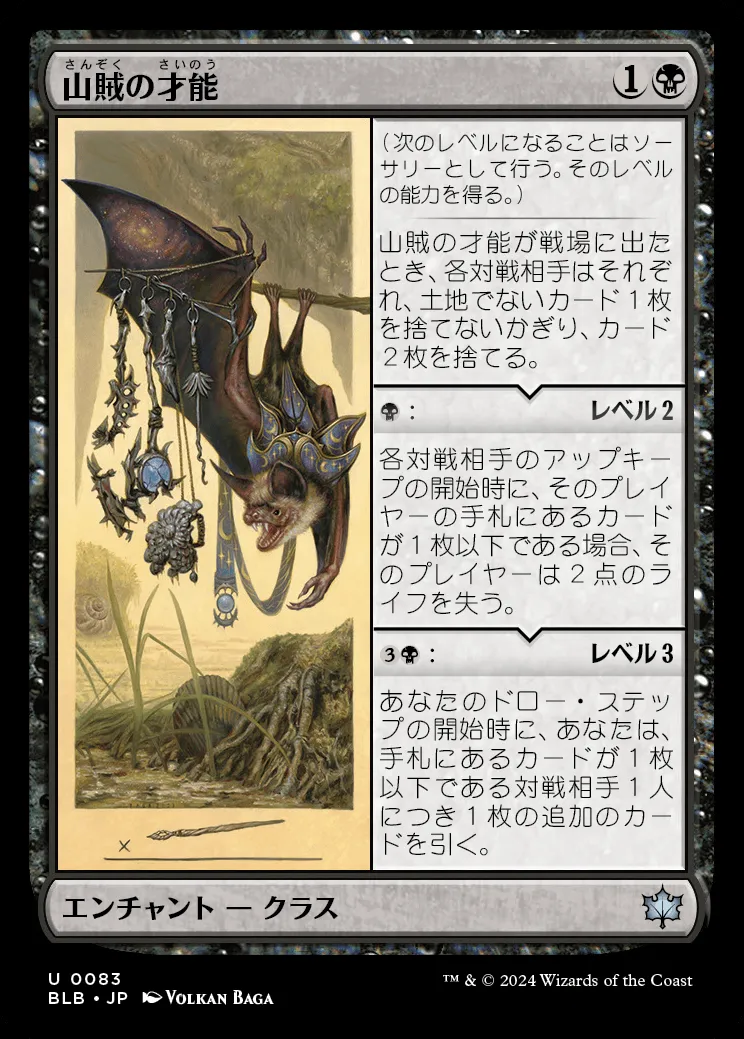 さんぞく さいのう
山賊の才能
1
(次のレベルになることはソー
サリーとして行う。そのレベル
の能力を得る。)
山賊の才能が戦場に出た
とき、各対戦相手はそれぞ
れ、土地でないカード1枚
を捨てないかぎり、カード
2枚を捨てる。
: レベル2
各対戦相手のアップキー
プの開始時に、そのプレイ
ヤーの手札にあるカード
が1枚以下である場合、そ
のプレイヤーは2点のラ
イフを失う。
3 : レベル3
あなたのドロー・ステッ
プの開始時に、あなたは、
手札にあるカードが1枚
以下である対戦相手1人
につき1枚の追加のカー
ドを引く。
エンチャント — クラス
U 0083
BLB • JP VOLKAN BAGA
™ & © 2024 Wizards of the Coast